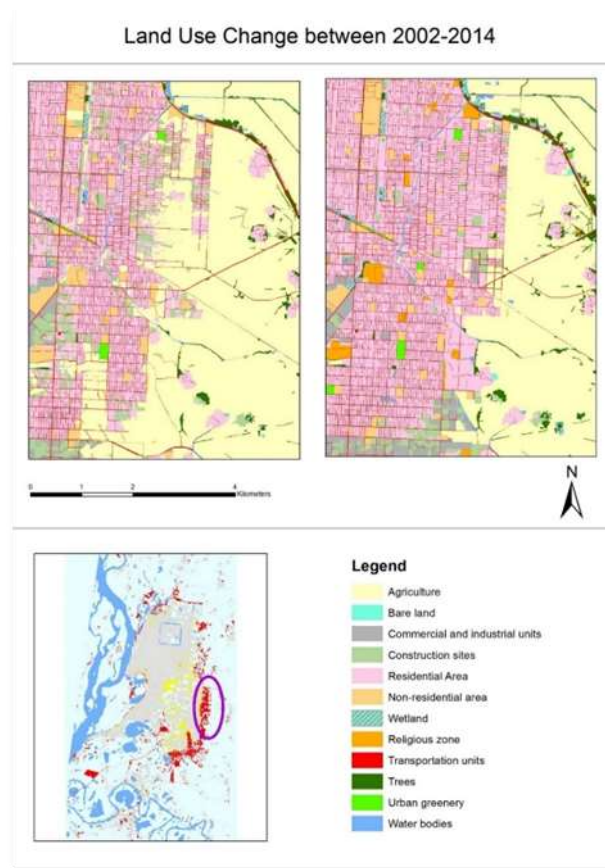 Land Use Change between 2002-2014
0 1 2 4
Kilometers
N
Legend
Agriculture
Bare land
Commercial and industrial units
Construction sites
Residential Area
Non-residential area
Wetland
Religious zone
Transportation units
Trees
Urban greenery
Water bodies